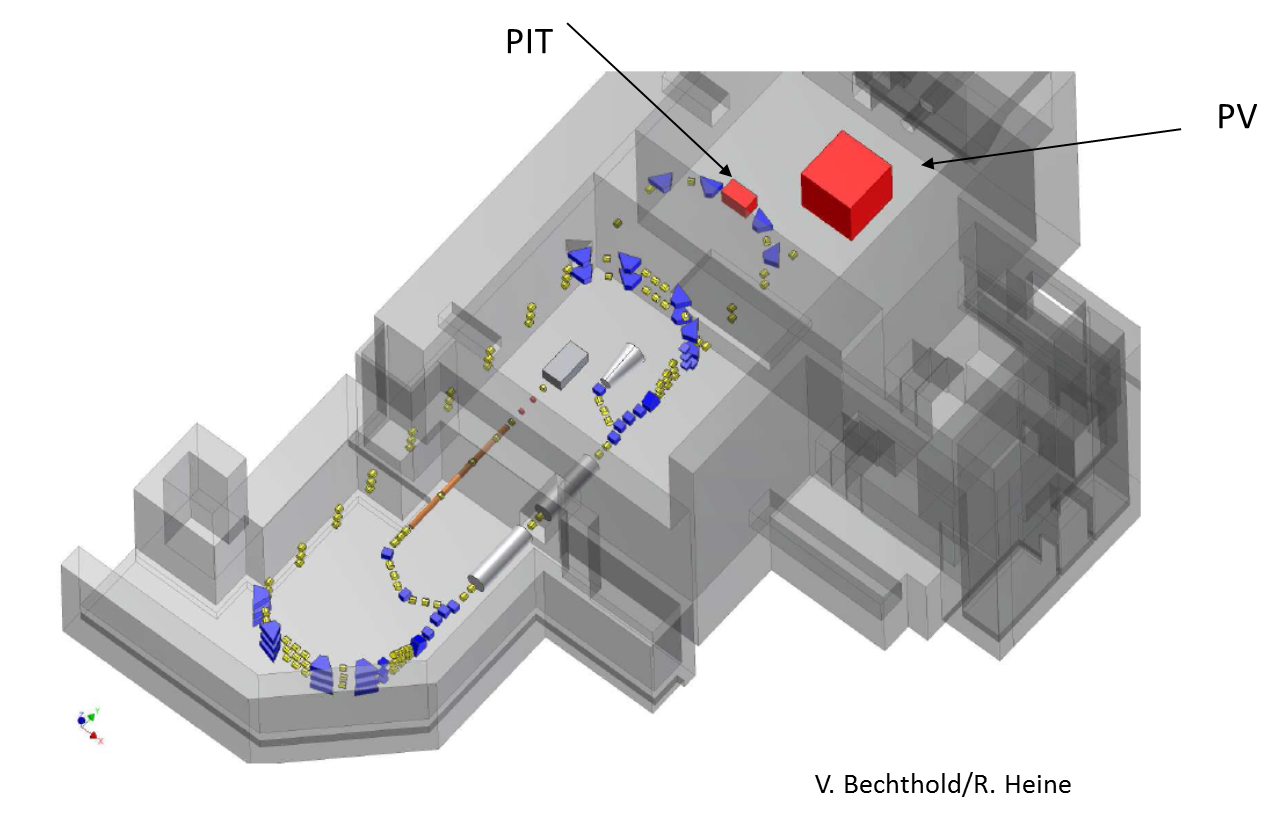 PIT
PV
Z
Y
X
V. Bechthold/R. Heine